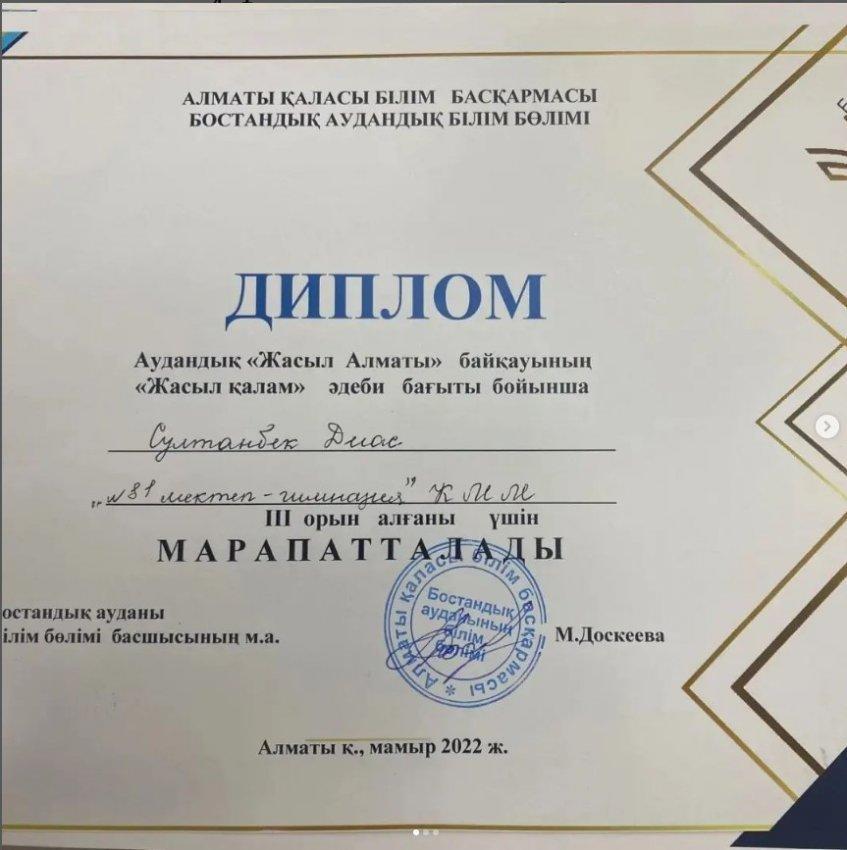 АЛМАТЫ ҚАЛАСЫ БІЛІМ БАСҚАРМАСЫ
БОСТАНДЫҚ АУДАНДЫҚ БІЛІМ БӨЛІМІ
ДИПЛОМ
Аудандық «Жасыл Алматы» байқауының
«Жасыл қалам» әдеби бағыты бойынша
Султанбек Диас
"№81 мектеп-гимназия" КММ
III орын алғаны үшін
МАРАПАТТАЛАДЫ
остандық ауданы
ілім бөлімі басшысының м.а.
М.Доскеева
Алматы қаласы білім басқармасы *
Бостандық
ауданының
білім
бөлімі
Алматы қ., мамыр 2022 ж.